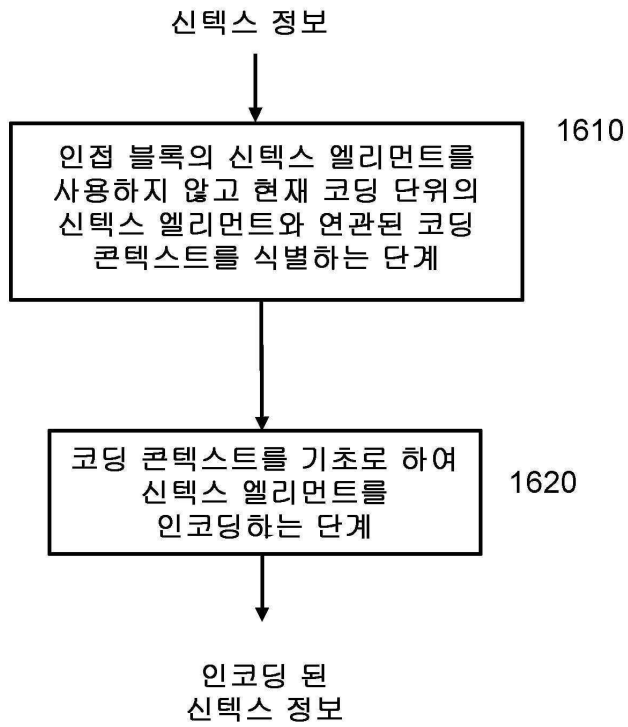 신텍스 정보
1610
인접 블록의 신텍스 엘리먼트를
사용하지 않고 현재 코딩 단위의
신텍스 엘리먼트와 연관된 코딩
콘텍스트를 식별하는 단계
코딩 콘텍스트를 기초로 하여
신텍스 엘리먼트를
인코딩하는 단계
1620
인코딩 된
신텍스 정보